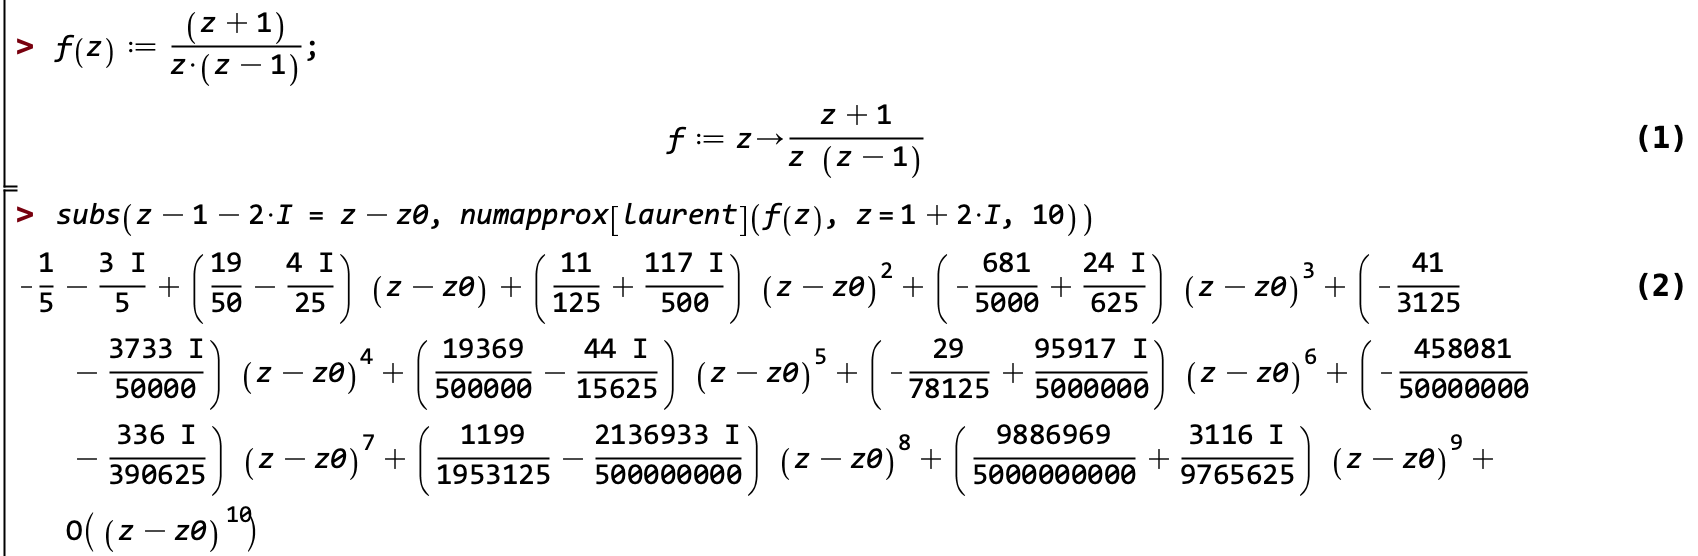 > f(z) := (z + 1)/(z·(z − 1));
f := z→(z + 1)/(z (z − 1)) (1)
> subs(z − 1 − 2·I = z − z0, numapprox[laurent](f(z), z = 1 + 2·I, 10))
-1/5 − 3 I/5 + (19/50 − 4 I/25) (z − z0) + (11/125 + 117 I/500) (z − z0)^2 + (-681/5000 + 24 I/625) (z − z0)^3 + (-41/3125 (2)
− 3733 I/50000) (z − z0)^4 + (19369/500000 − 44 I/15625) (z − z0)^5 + (-29/78125 + 95917 I/5000000) (z − z0)^6 + (-458081/50000000
− 336 I/390625) (z − z0)^7 + (1199/1953125 − 2136933 I/500000000) (z − z0)^8 + (9886969/5000000000 + 3116 I/9765625) (z − z0)^9 +
O((z − z0)^10)